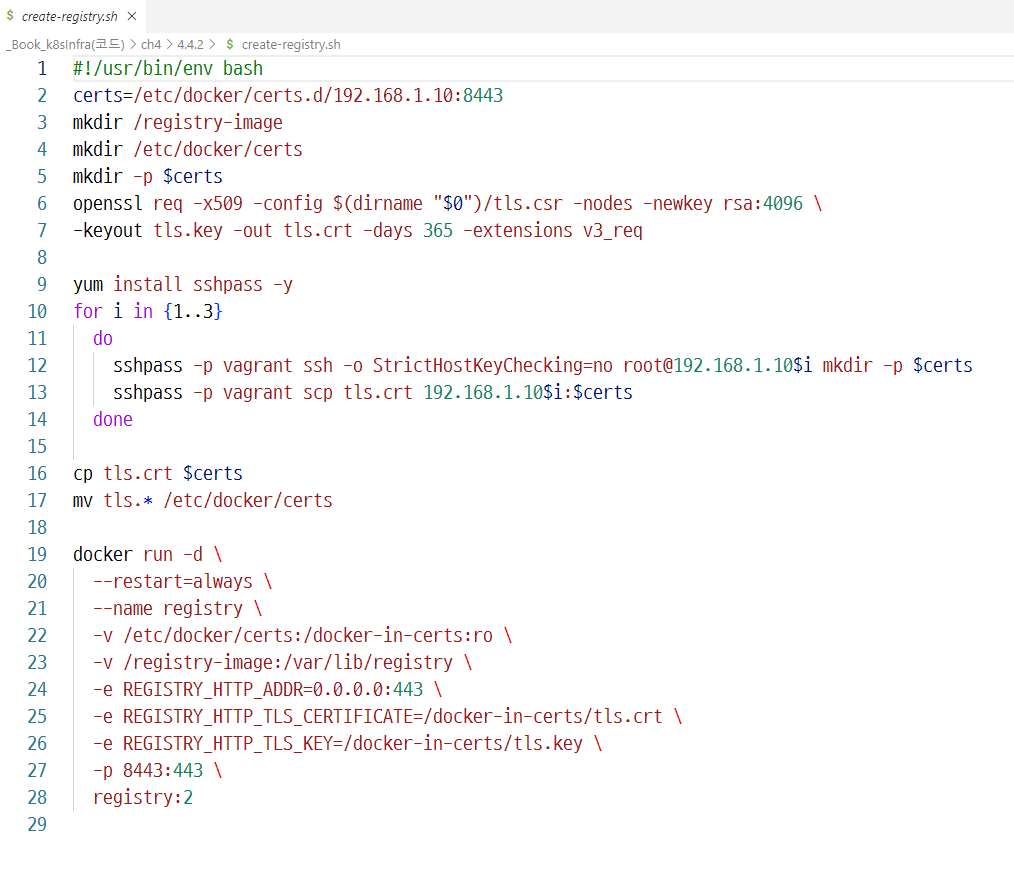 $ create-registry.sh ×
_Book_k8sInfra(코드) > ch4 > 4.4.2 > $ create-registry.sh
1 #!/usr/bin/env bash
2 certs=/etc/docker/certs.d/192.168.1.10:8443
3 mkdir /registry-image
4 mkdir /etc/docker/certs
5 mkdir -p $certs
6 openssl req -x509 -config $(dirname "$0")/tls.csr -nodes -newkey rsa:4096 \
7 -keyout tls.key -out tls.crt -days 365 -extensions v3_req
8
9 yum install sshpass -y
10 for i in {1..3}
11   do
12     sshpass -p vagrant ssh -o StrictHostKeyChecking=no root@192.168.1.10$i mkdir -p $certs
13     sshpass -p vagrant scp tls.crt 192.168.1.10$i:$certs
14   done
15
16 cp tls.crt $certs
17 mv tls.* /etc/docker/certs
18
19 docker run -d \
20   --restart=always \
21   --name registry \
22   -v /etc/docker/certs:/docker-in-certs:ro \
23   -v /registry-image:/var/lib/registry \
24   -e REGISTRY_HTTP_ADDR=0.0.0.0:443 \
25   -e REGISTRY_HTTP_TLS_CERTIFICATE=/docker-in-certs/tls.crt \
26   -e REGISTRY_HTTP_TLS_KEY=/docker-in-certs/tls.key \
27   -p 8443:443 \
28   registry:2
29